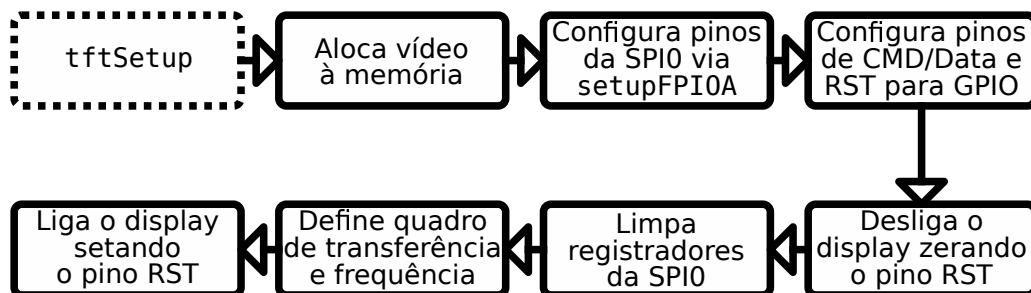 tftSetup
Aloca vídeo
à memória
Configura pinos
da SPI0 via
setupFPIOA
Configura pinos
de CMD/Data e
RST para GPIO
Desliga o
display zerando
o pino RST
Limpa
registradores
da SPI0
Define quadro
de transferência
e frequência
Liga o display
setando
o pino RST